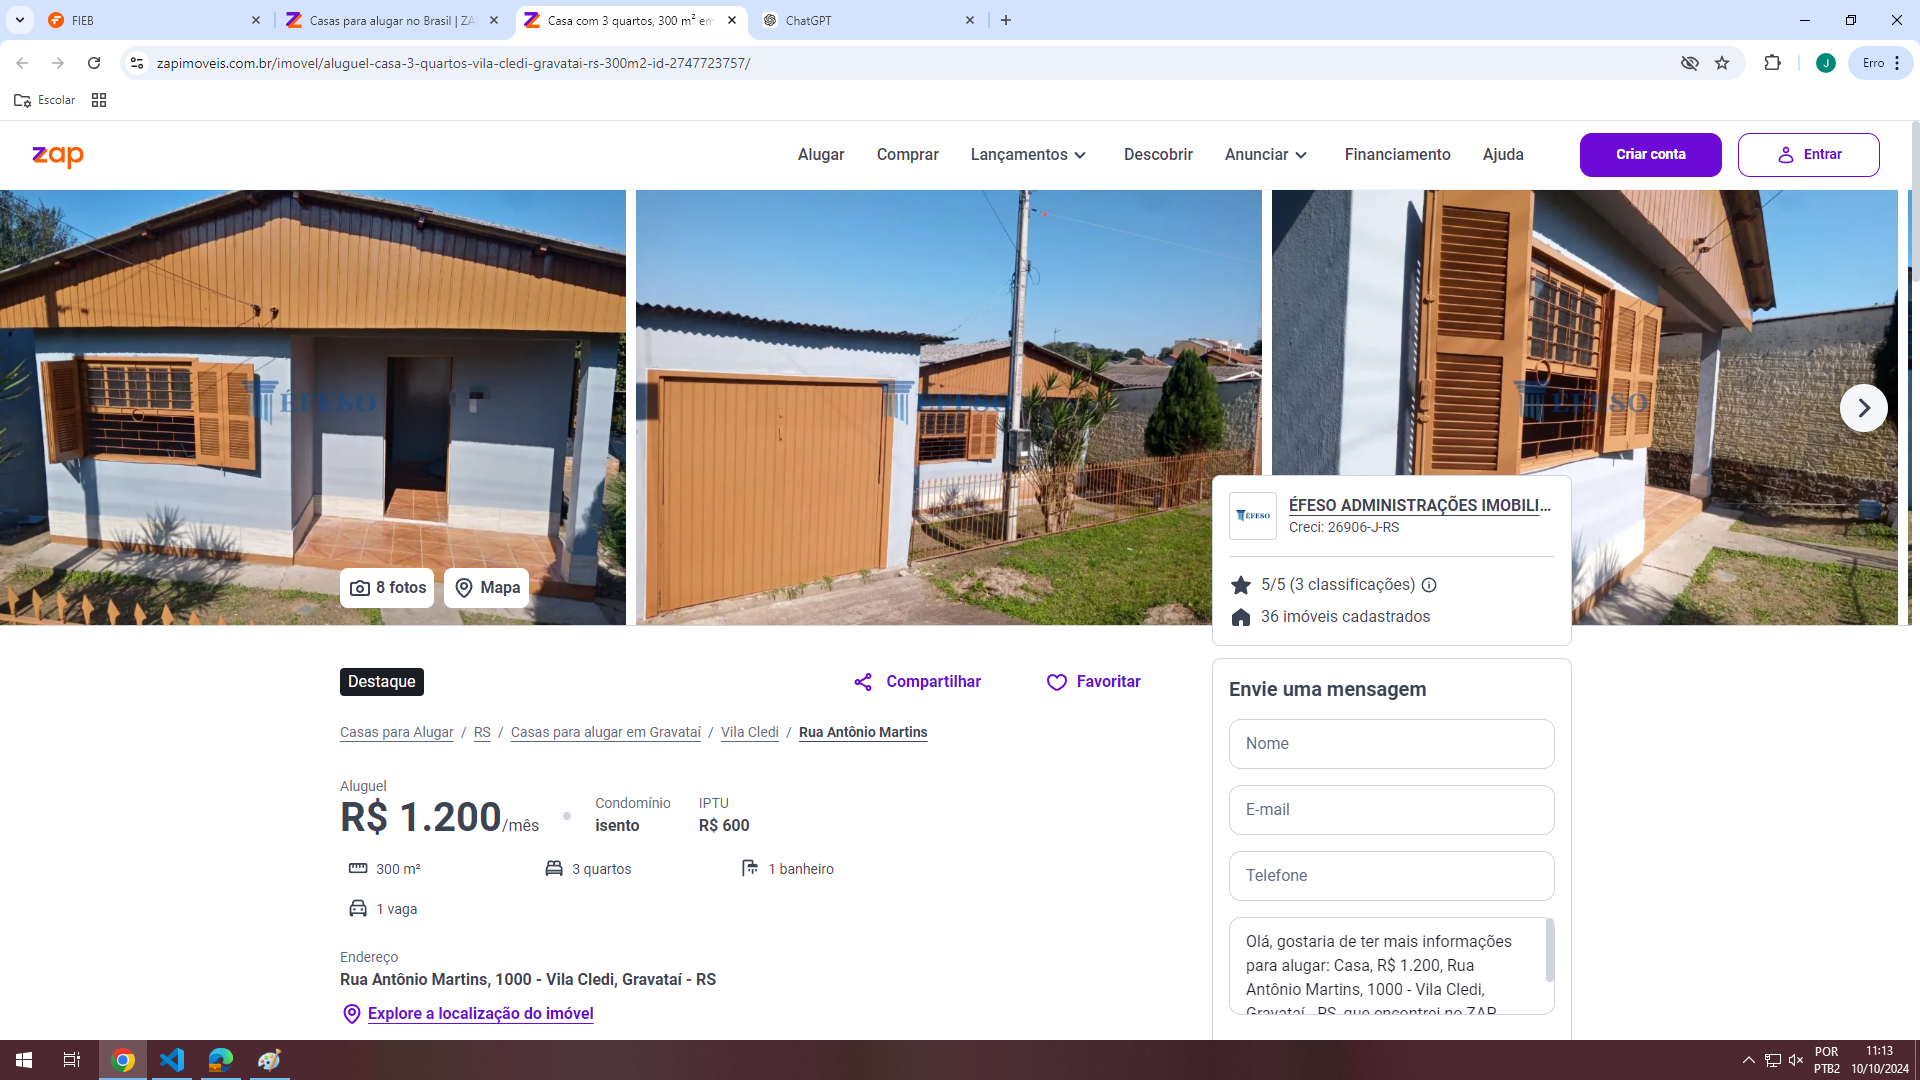 FIEB
Casas para alugar no Brasil | ZA
Casa com 3 quartos, 300 m² em
ChatGPT
zapimoveis.com.br/imovel/aluguel-casa-3-quartos-vila-cledi-gravatai-rs-300m2-id-2747723757/
J
Erro
Escolar
zap
Alugar
Comprar
Lançamentos
Descobrir
Anunciar
Financiamento
Ajuda
Criar conta
Entrar
ÉFESO
ÉFESO
ÉFESO
8 fotos
Mapa
ÉFESO
ÉFESO ADMINISTRAÇÕES IMOBILI...
Creci: 26906-J-RS
5/5 (3 classificações)
36 imóveis cadastrados
Destaque
Compartilhar
Favoritar
Casas para Alugar / RS / Casas para alugar em Gravataí / Vila Cledi / Rua Antônio Martins
Aluguel
R$ 1.200/mês
Condomínio
isento
IPTU
R$ 600
300 m²
3 quartos
1 banheiro
1 vaga
Endereço
Rua Antônio Martins, 1000 - Vila Cledi, Gravataí - RS
Explore a localização do imóvel
Envie uma mensagem
Nome
E-mail
Telefone
Olá, gostaria de ter mais informações
para alugar: Casa, R$ 1.200, Rua
Antônio Martins, 1000 - Vila Cledi,
Gravataí - RS, que encontrei no ZAP
POR
PTB2
11:13
10/10/2024